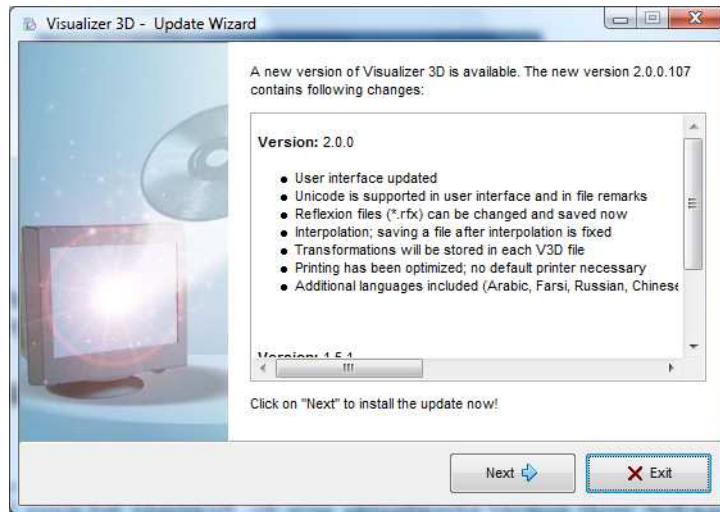 Visualizer 3D - Update Wizard
A new version of Visualizer 3D is available. The new version 2.0.0.107
contains following changes:
Version: 2.0.0
● User interface updated
● Unicode is supported in user interface and in file remarks
● Reflexion files (*.rfx) can be changed and saved now
● Interpolation; saving a file after interpolation is fixed
● Transformations will be stored in each V3D file
● Printing has been optimized; no default printer necessary
● Additional languages included (Arabic, Farsi, Russian, Chinese
Version: 1.5.1
Click on "Next" to install the update now!
Next
Exit